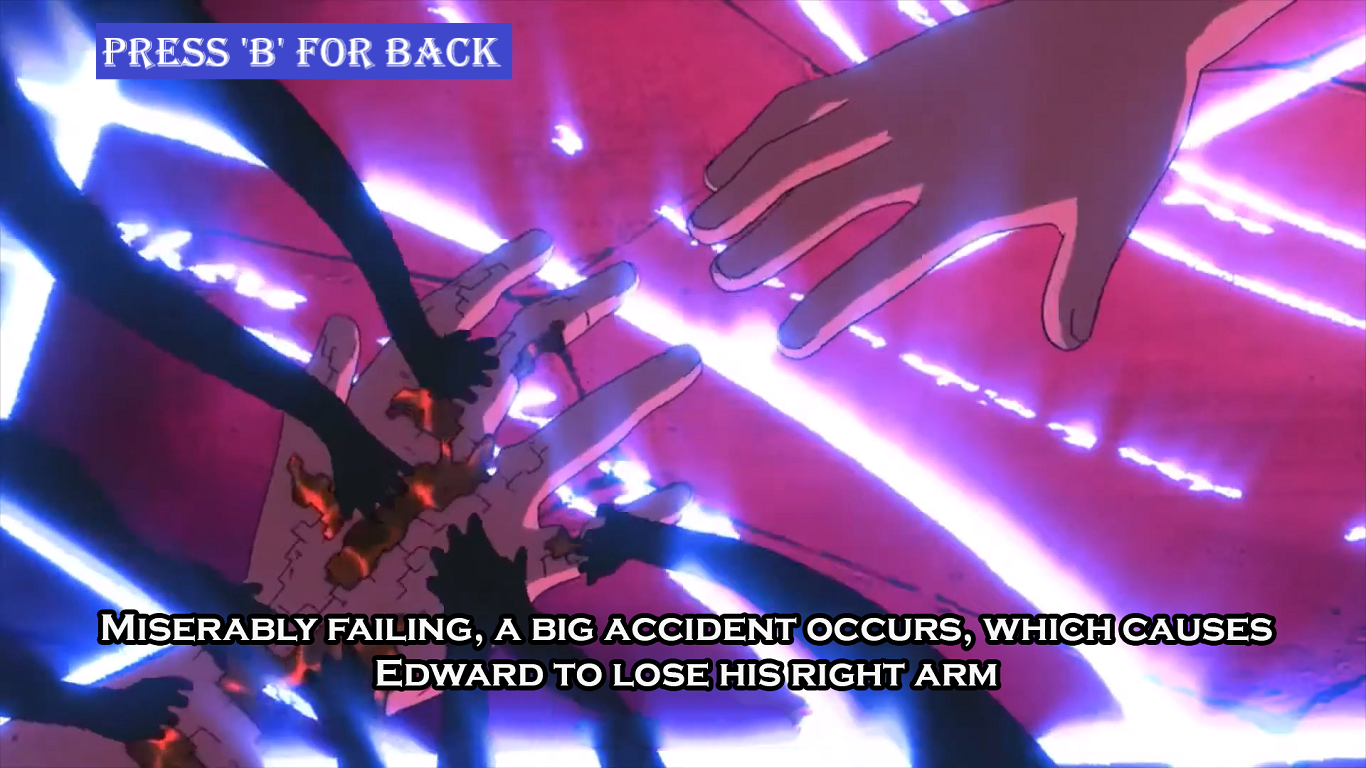 PRESS 'B' FOR BACK
MISERABLY FAILING, A BIG ACCIDENT OCCURS, WHICH CAUSES
EDWARD TO LOSE HIS RIGHT ARM